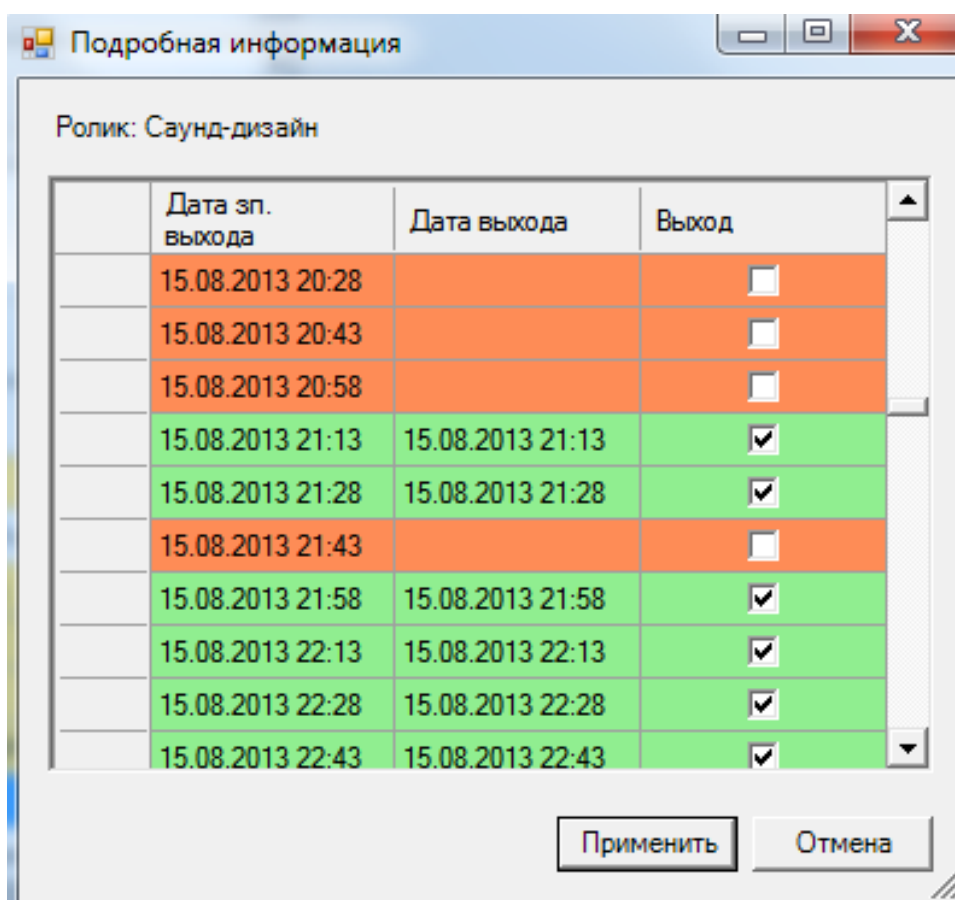 Подробная информация
Ролик: Саунд-дизайн
Дата зп. выхода Дата выхода Выход
15.08.2013 20:28
15.08.2013 20:43
15.08.2013 20:58
15.08.2013 21:13 15.08.2013 21:13
15.08.2013 21:28 15.08.2013 21:28
15.08.2013 21:43
15.08.2013 21:58 15.08.2013 21:58
15.08.2013 22:13 15.08.2013 22:13
15.08.2013 22:28 15.08.2013 22:28
15.08.2013 22:43 15.08.2013 22:43
Применить Отмена